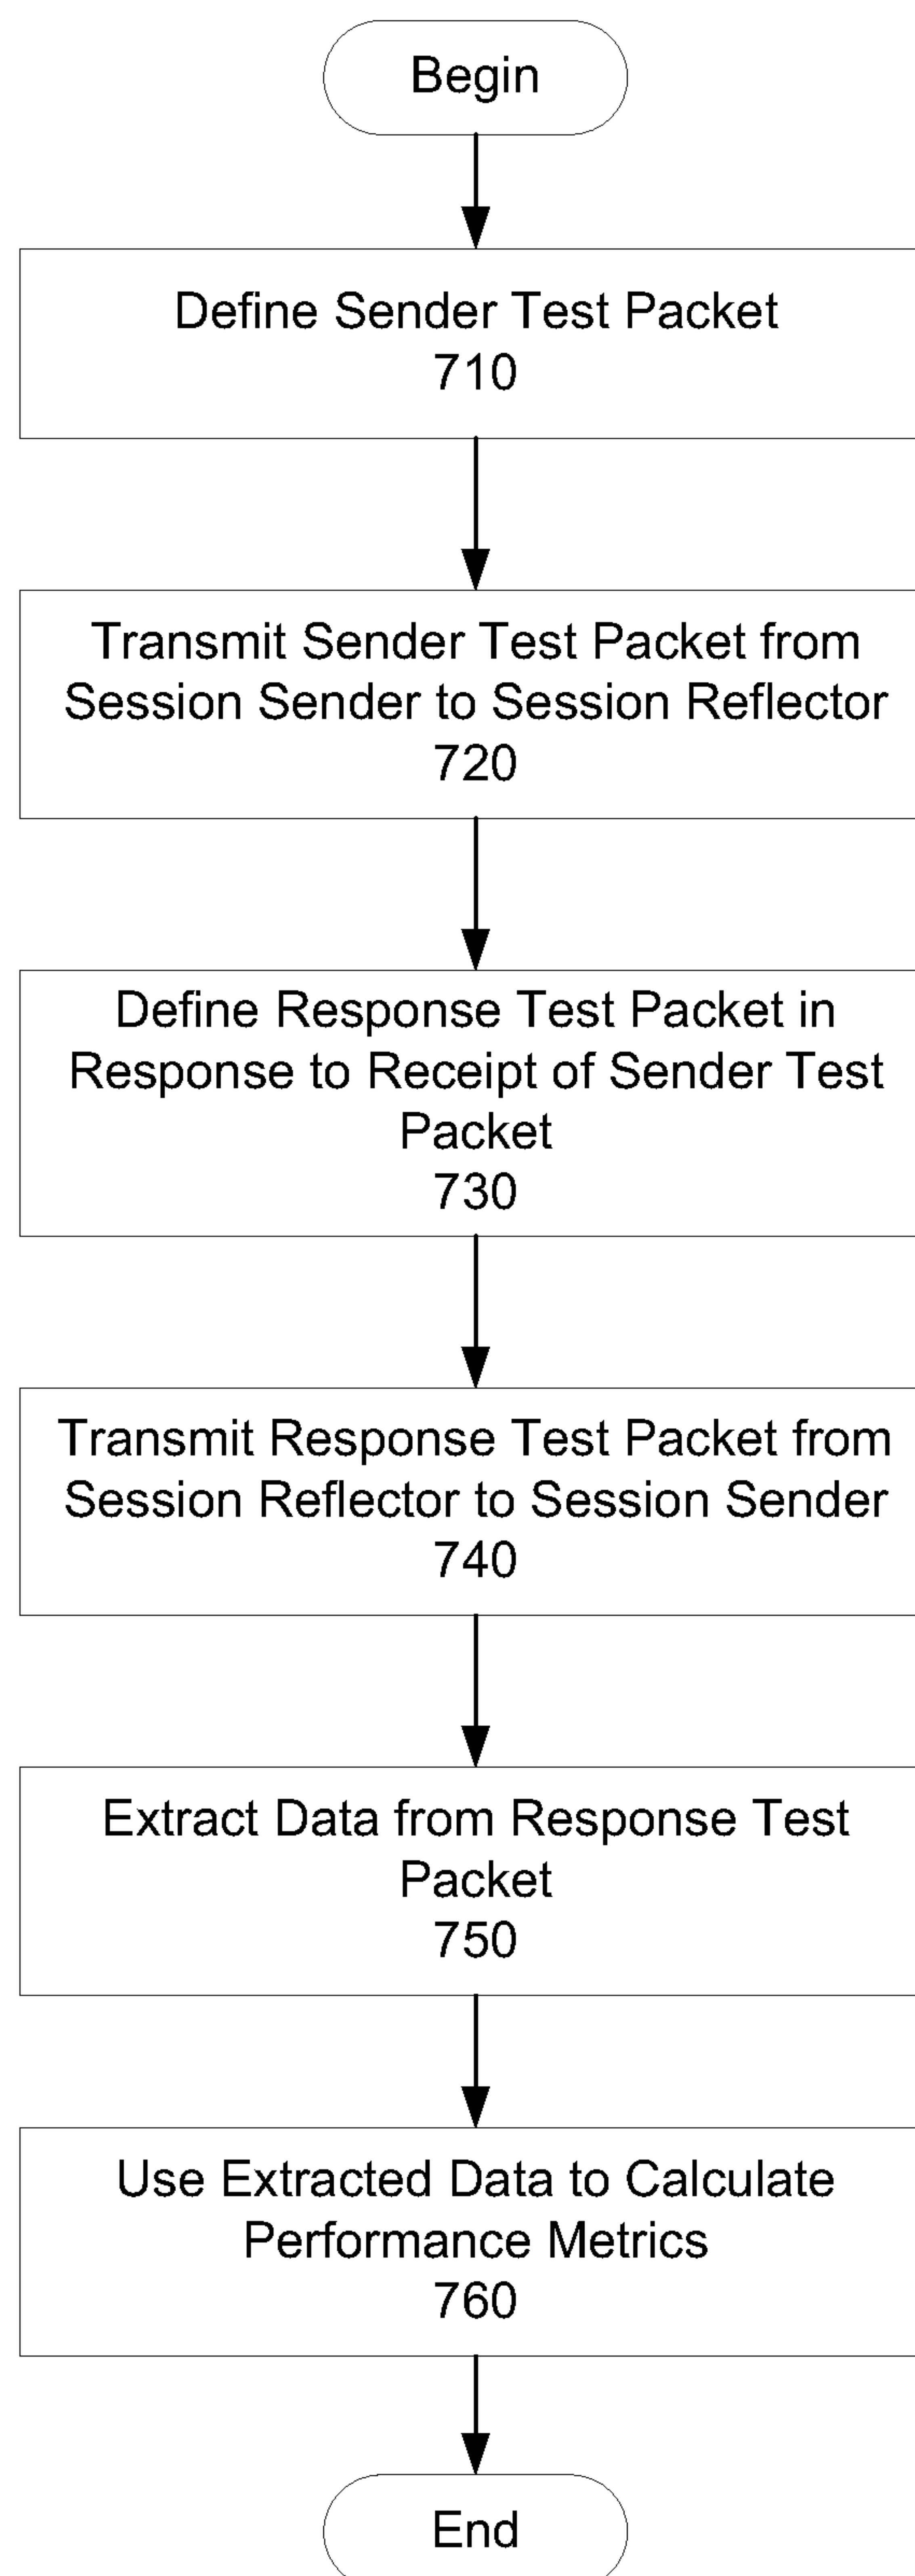 Begin
Define Sender Test Packet
710
Transmit Sender Test Packet from
Session Sender to Session Reflector
720
Define Response Test Packet in
Response to Receipt of Sender Test
Packet
730
Transmit Response Test Packet from
Session Reflector to Session Sender
740
Extract Data from Response Test
Packet
750
Use Extracted Data to Calculate
Performance Metrics
760
End